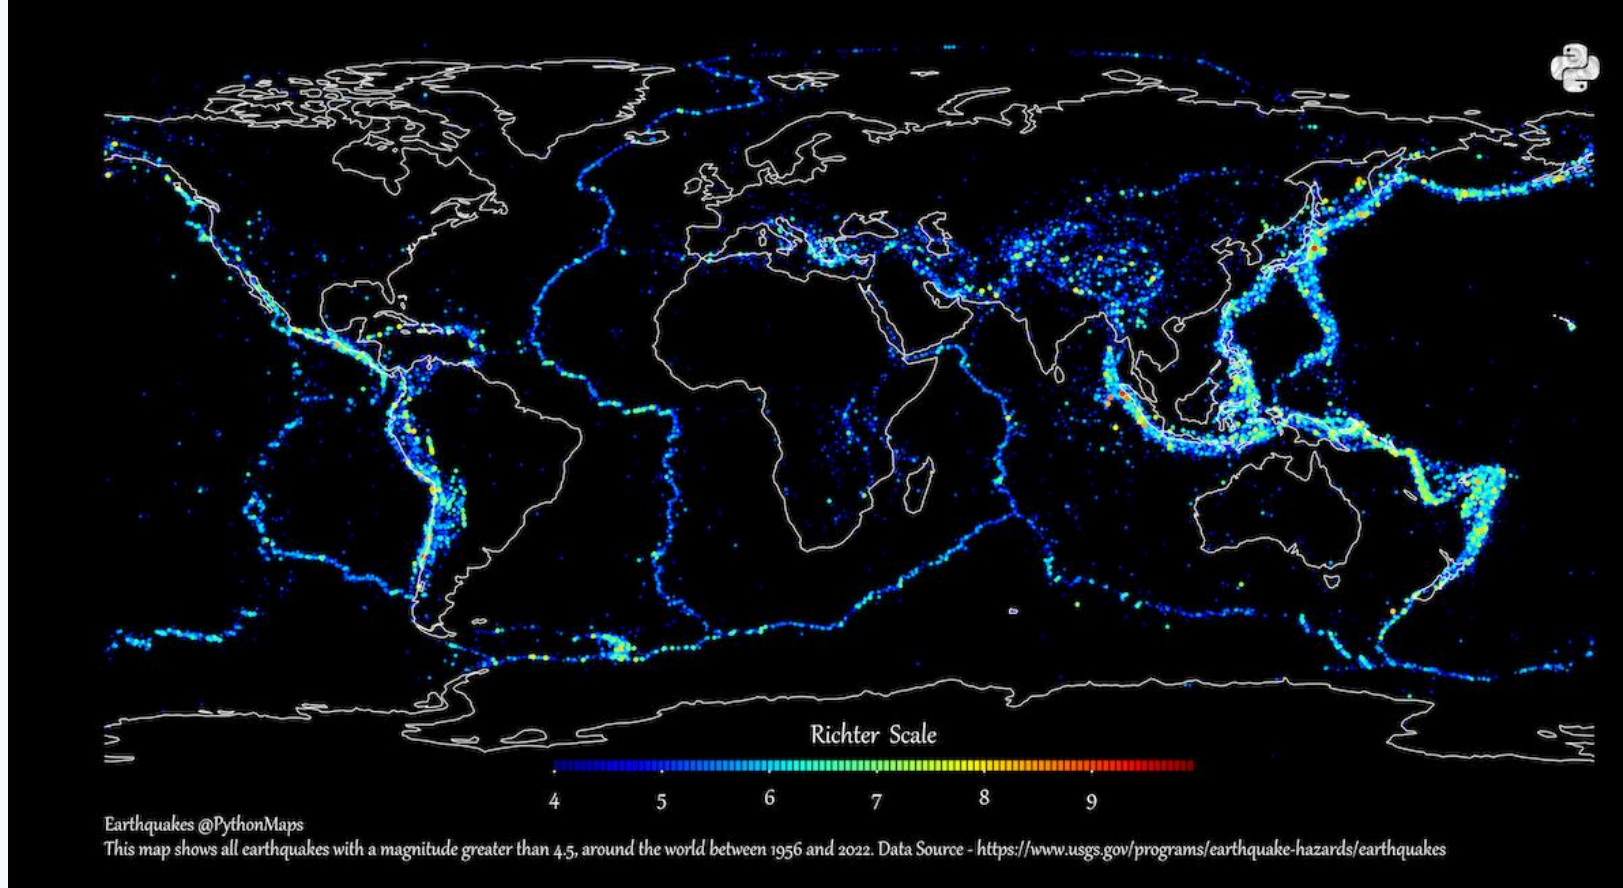 Richter Scale
4 5 6 7 8 9
Earthquakes @PythonMaps
This map shows all earthquakes with a magnitude greater than 4.5, around the world between 1956 and 2022. Data Source - https://www.usgs.gov/programs/earthquake-hazards/earthquakes